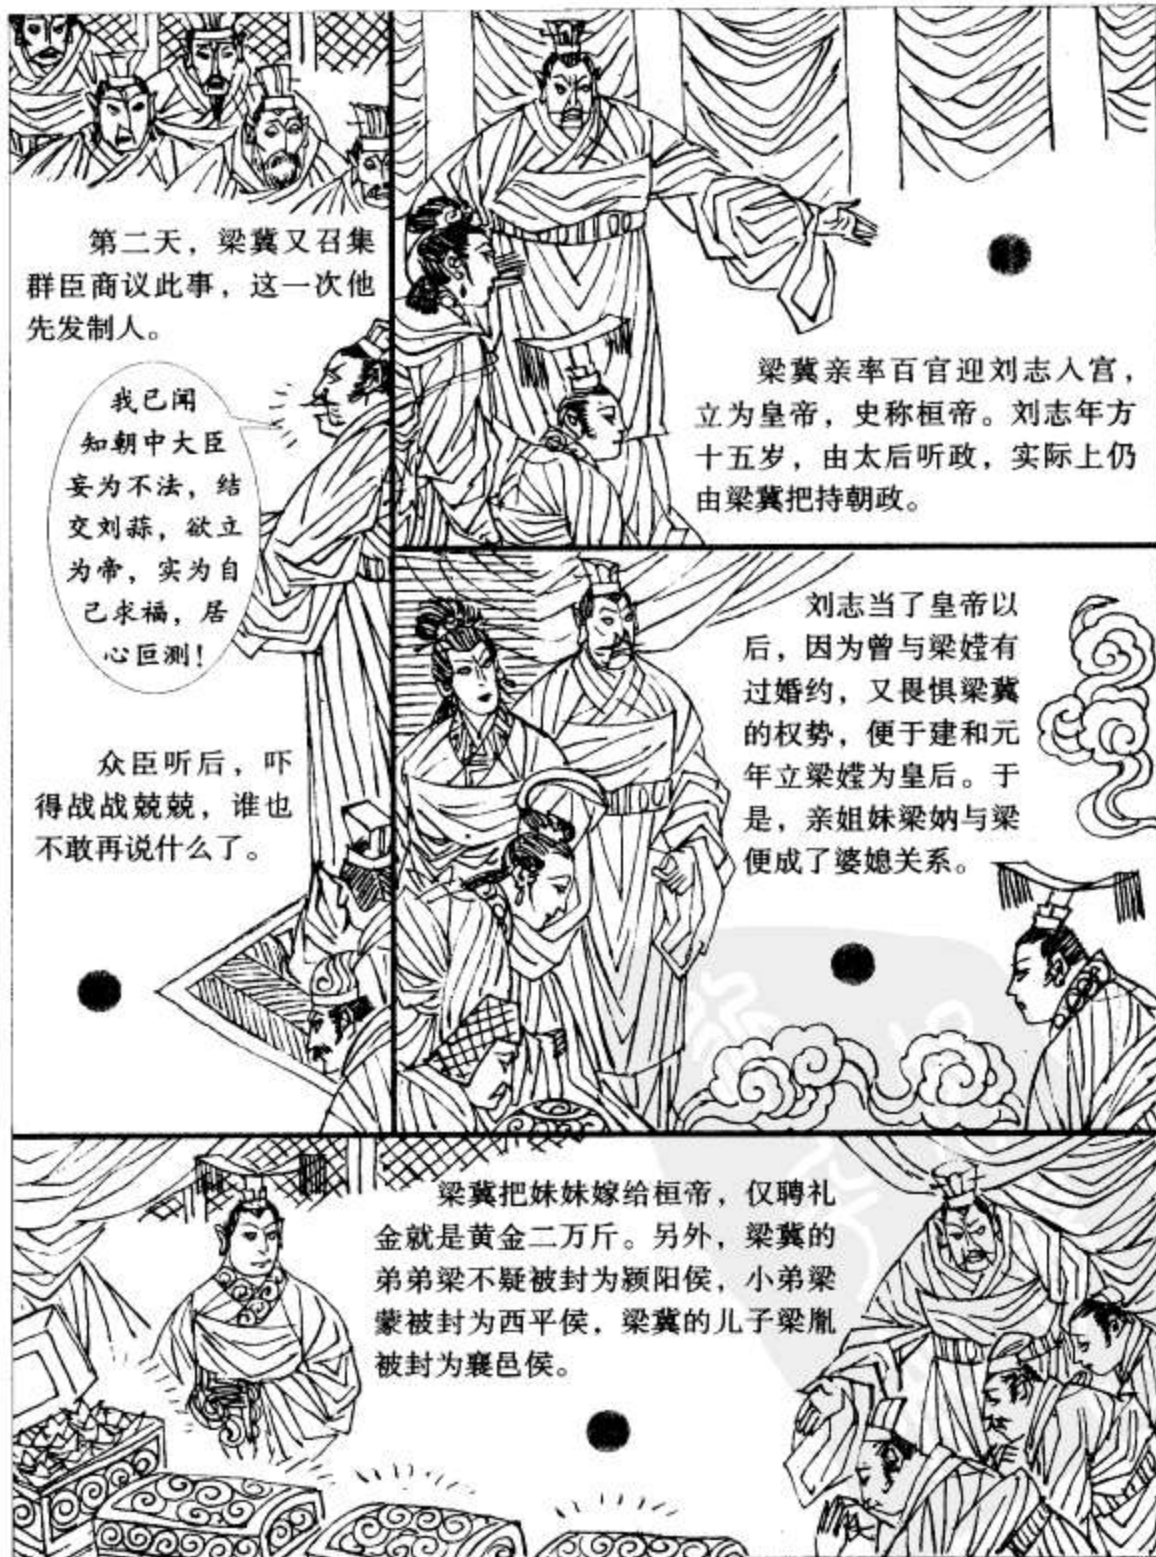 第二天，梁冀又召集
群臣商议此事，这一次他
先发制人。
我已闻
知朝中大臣
妄为不法，结
交刘蒜，欲立
为帝，实为自
己求福，居
心叵测！
众臣听后，吓
得战战兢兢，谁也
不敢再说什么了。
梁冀亲率百官迎刘志入宫，
立为皇帝，史称桓帝。刘志年方
十五岁，由太后听政，实际上仍
由梁冀把持朝政。
刘志当了皇帝以
后，因为曾与梁嫈有
过婚约，又畏惧梁冀
的权势，便于建和元
年立梁嫈为皇后。于
是，亲姐妹梁妠与梁
便成了婆媳关系。
梁冀把妹妹嫁给桓帝，仅聘礼
金就是黄金二万斤。另外，梁冀的
弟弟梁不疑被封为颍阳侯，小弟梁
蒙被封为西平侯，梁冀的儿子梁胤
被封为襄邑侯。